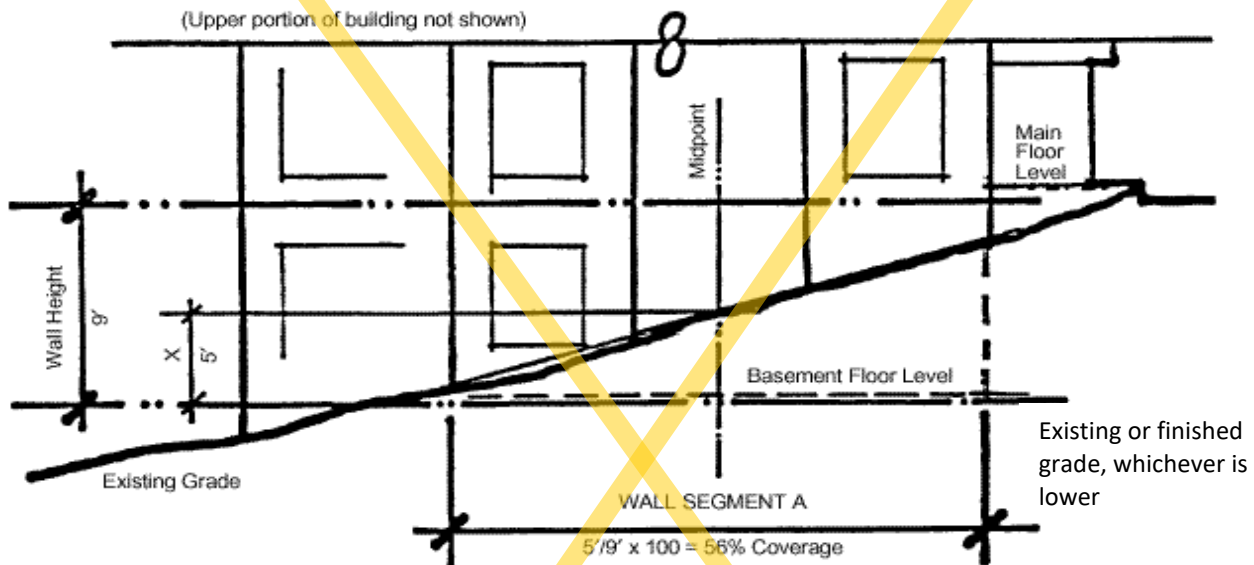 (Upper portion of building not shown)
8
Midpoint
Main
Floor
Level
Wall Height
9'
X
5'
Basement Floor Level
Existing or finished
grade, whichever is
lower
Existing Grade
WALL SEGMENT A
5'/9' x 100 = 56% Coverage